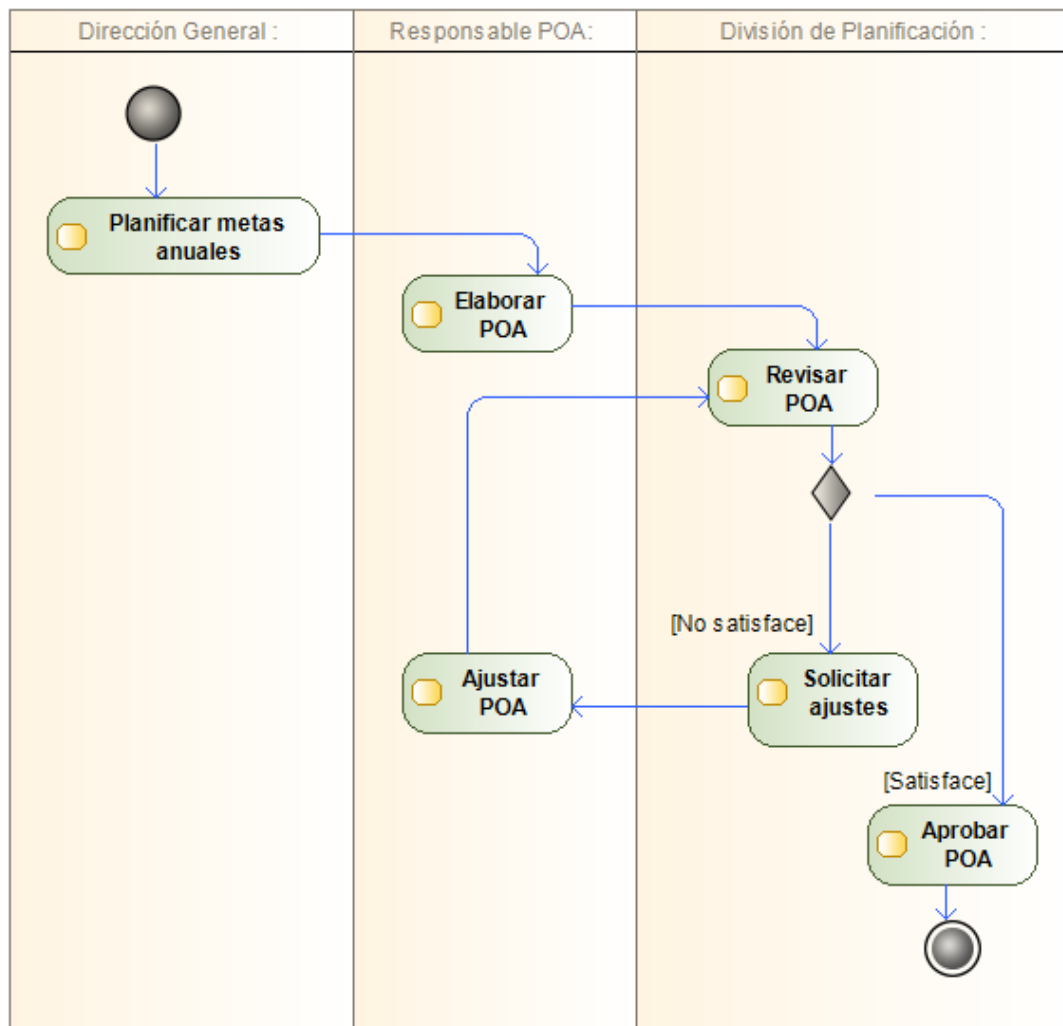 Dirección General :
Responsable POA:
División de Planificación :
Planificar metas
anuales
Elaborar
POA
Revisar
POA
[No satisface]
Ajustar
POA
Solicitar
ajustes
[Satisface]
Aprobar
POA